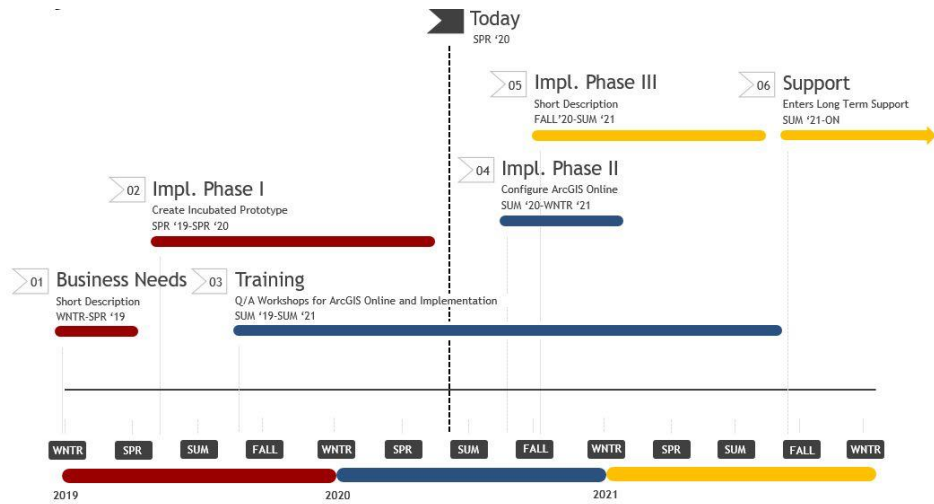 Today
SPR ‘20
05
Impl. Phase III
Short Description
FALL’20-SUM ‘21
06
Support
Enters Long Term Support
SUM ‘21-ON
02
Impl. Phase I
Create Incubated Prototype
SPR ‘19-SPR ‘20
04
Impl. Phase II
Configure ArcGIS Online
SUM ‘20-WNTR ‘21
01
Business Needs
Short Description
WNTR-SPR ‘19
03
Training
Q/A Workshops for ArcGIS Online and Implementation
SUM ‘19-SUM ‘21
WNTR SPR SUM FALL WNTR SPR SUM FALL WNTR SPR SUM FALL WNTR
2019 2020 2021